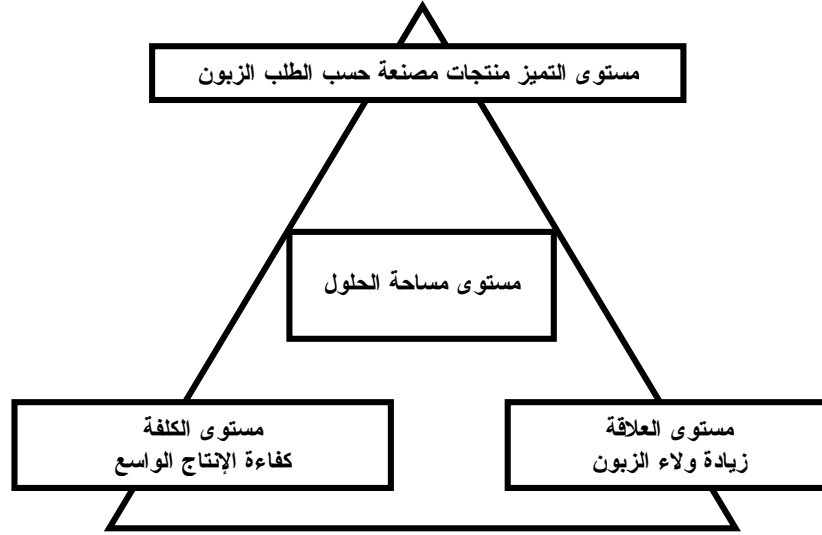 مستوى التميز منتجات مصنعة حسب الطلب الزبون
مستوى مساحة الحلول
مستوى العلاقة
زيادة ولاء الزبون
مستوى الكلفة
كفاءة الإنتاج الواسع